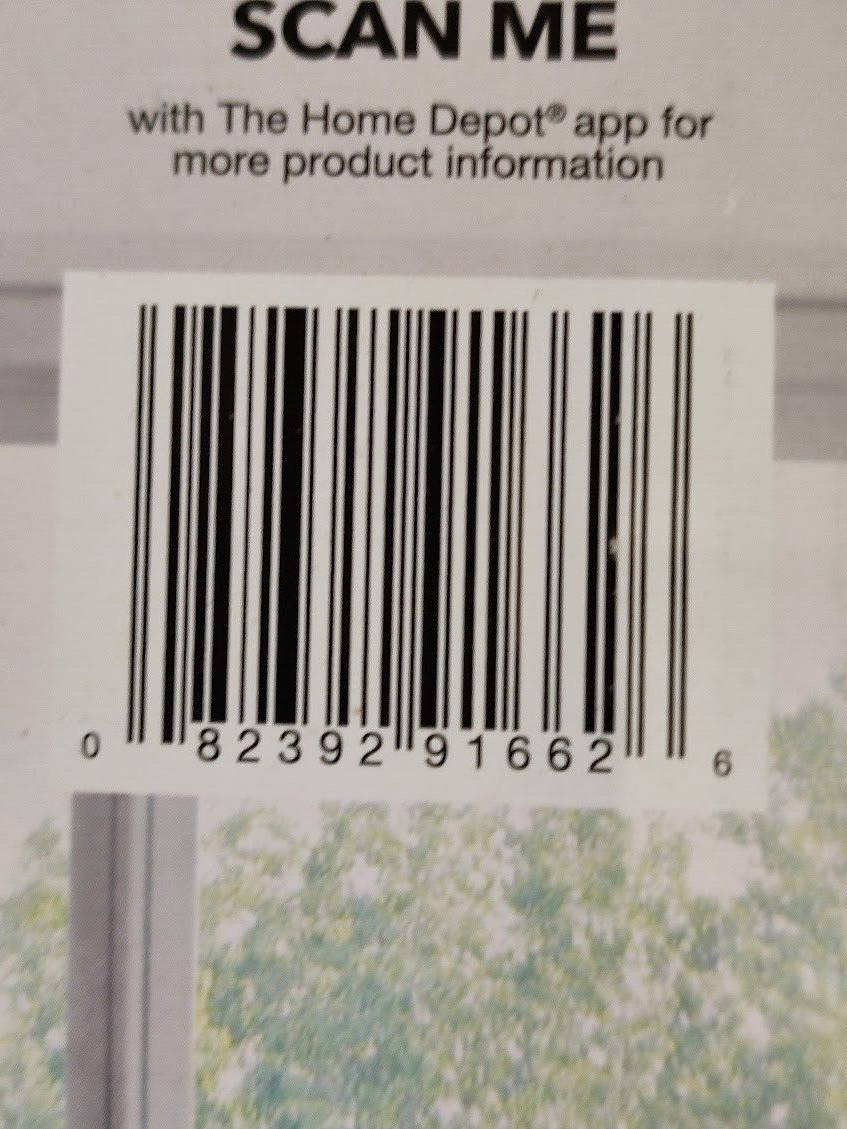 SCAN ME
with The Home Depot® app for
more product information
0 82392 91662 6